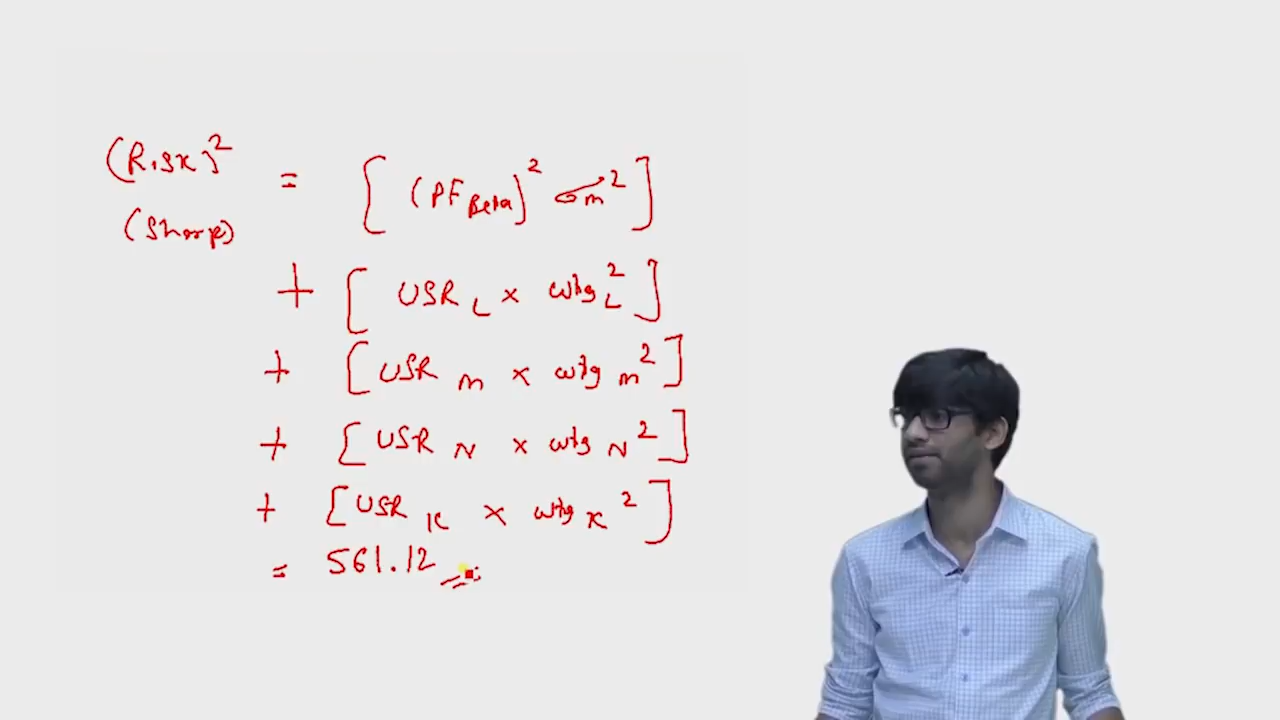 (Risk)² = [(PF Beta)² σm²]
(Sharp)
+ [USR L × wtg L²]
+ [USR M × wtg M²]
+ [USR N × wtg N²]
+ [USR K × wtg K²]
= 561.12